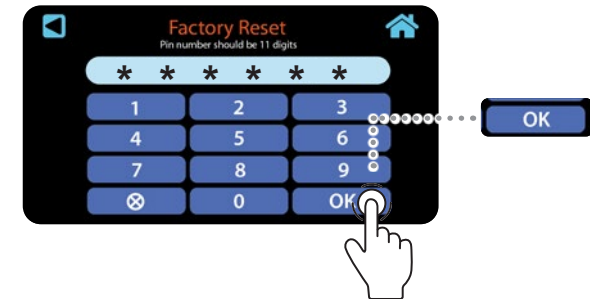 Factory Reset
Pin number should be 11 digits
* * * * * *
1 2 3
4 5 6
7 8 9
⊗ 0 OK
OK